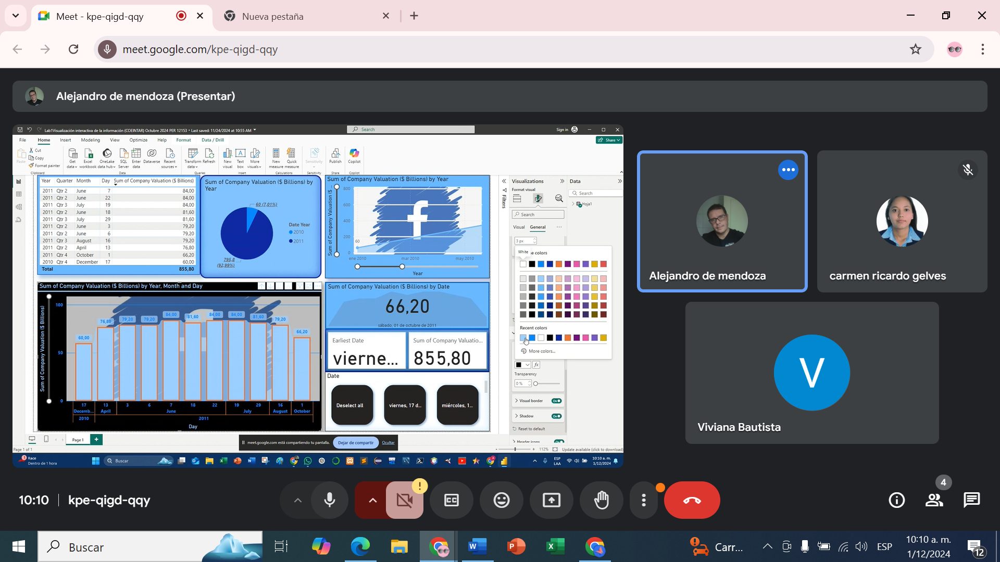 Meet - kpe-qigd-qqy
Nueva pestaña
meet.google.com/kpe-qigd-qqy
Alejandro de mendoza (Presentar)
Lab1Visualización interactiva de la información (COEINTAR) Octubre 2024 PER 12153 • Last saved: 11/24/2024 at 10:55 AM
Search
Sign in
File Home Insert Modeling View Optimize Help Format Data / Drill
Share
Paste
Cut
Copy
Format painter
Get data
Excel workbook
OneLake data hub
SQL Server
Enter data
Dataverse
Recent sources
Transform data
Refresh
New visual
Text box
More visuals
New measure
Quick measure
Sensitivity
Publish
Copilot
Clipboard
Data
Queries
Insert
Calculations
Sensitivity
Share
Copilot
Year Quarter Month Day Sum of Company Valuation ($ Billions)
2011 Qtr 2 June 7 84,00
2011 Qtr 2 June 22 84,00
2011 Qtr 3 July 19 84,00
2011 Qtr 2 June 18 81,60
2011 Qtr 3 July 29 81,60
2011 Qtr 2 June 3 79,20
2011 Qtr 2 June 6 79,20
2011 Qtr 3 August 16 79,20
2011 Qtr 2 April 13 76,80
2011 Qtr 4 October 1 66,20
2010 Qtr 4 December 17 60,00
Total 855,80
Sum of Company Valuation ($ Billions) by Year
60 (7,01%)
795,8 (92,99%)
Date Year
2010
2011
Sum of Company Valuation ($ Billions) by Year
Sum of Company Valuation ($
800
600
400
200
0
60
ene 2010 mar 2010 may 2010
Year
Sum of Company Valuation ($ Billions) by Year, Month and Day
Sum of Company Valuation ($ Billions)
100
50
0
60,00 76,80 79,20 79,20 84,00 81,60 84,00 84,00 81,60 79,20 66,20
17 13 3 6 7 18 22 19 29 16 1
Decemb... April June July August October
2010 2011
Day
Sum of Company Valuation ($ Billions) by Date
66,20
sábado, 01 de octubre de 2011
Earliest Date
vierne...
Sum of Company Valuatio...
855,80
Date
Deselect all
viernes, 17 d...
miércoles, 1...
Filters
Visualizations
Format visual
Search
Visual General
3 px
White
colors
Recent colors
More colors...
fx
Transparency
0 %
Visual border On
Shadow On
Reset to default
Header icons On
Data
Search
Hoja1
Page 1
meet.google.com está compartiendo tu pantalla.
Dejar de compartir
Ocultar
Page 1 of 1
112%
Update available (click to download)
Race
Dentro de 1 hora
Buscar
ESP
LAA
10:10 a. m.
1/12/2024
Alejandro de mendoza
carmen ricardo gelves
V
Viviana Bautista
10:10 | kpe-qigd-qqy
4
Buscar
Carr...
ESP
10:10 a. m.
1/12/2024
12